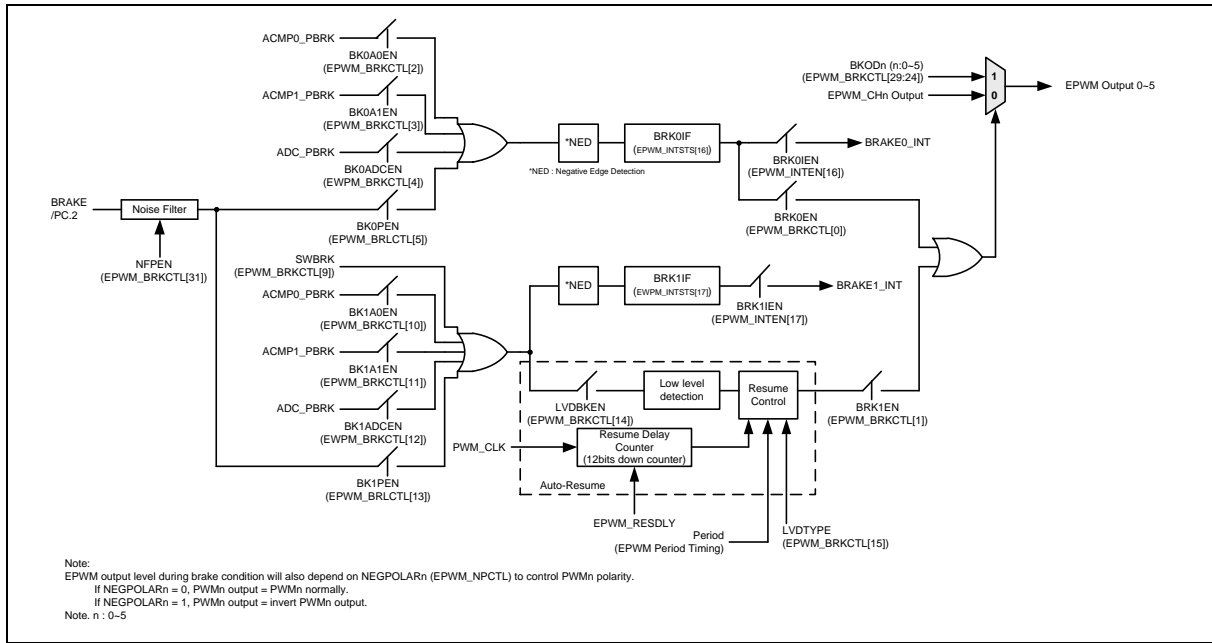 ACMP0_PBRK
BK0A0EN
(EPWM_BRKCTL[2])
ACMP1_PBRK
BK0A1EN
(EPWM_BRKCTL[3])
ADC_PBRK
BK0ADCEN
(EWPM_BRKCTL[4])
BRAKE
/PC.2
Noise Filter
BK0PEN
(EPWM_BRLCTL[5])
NFPEN
(EPWM_BRKCTL[31])
*NED
*NED : Negative Edge Detection
BRK0IF
(EPWM_INTSTS[16])
BRK0IEN
(EPWM_INTEN[16])
BRAKE0_INT
BRK0EN
(EPWM_BRKCTL[0])
BKODn (n:0~5)
(EPWM_BRKCTL[29:24])
EPWM_CHn Output
1
0
EPWM Output 0~5
SWBRK
(EPWM_BRKCTL[9])
ACMP0_PBRK
BK1A0EN
(EPWM_BRKCTL[10])
ACMP1_PBRK
BK1A1EN
(EPWM_BRKCTL[11])
ADC_PBRK
BK1ADCEN
(EWPM_BRKCTL[12])
BK1PEN
(EPWM_BRLCTL[13])
*NED
BRK1IF
(EWPM_INTSTS[17])
BRK1IEN
(EPWM_INTEN[17])
BRAKE1_INT
LVDBKEN
(EPWM_BRKCTL[14])
Low level
detection
Resume
Control
BRK1EN
(EPWM_BRKCTL[1])
PWM_CLK
Resume Delay
Counter
(12bits down counter)
Auto-Resume
EPWM_RESDLY
Period
(EPWM Period Timing)
LVDTYPE
(EPWM_BRKCTL[15])
Note:
EPWM output level during brake condition will also depend on NEGPOLARn (EPWM_NPCTL) to control PWMn polarity.
If NEGPOLARn = 0, PWMn output = PWMn normally.
If NEGPOLARn = 1, PWMn output = invert PWMn output.
Note. n : 0~5